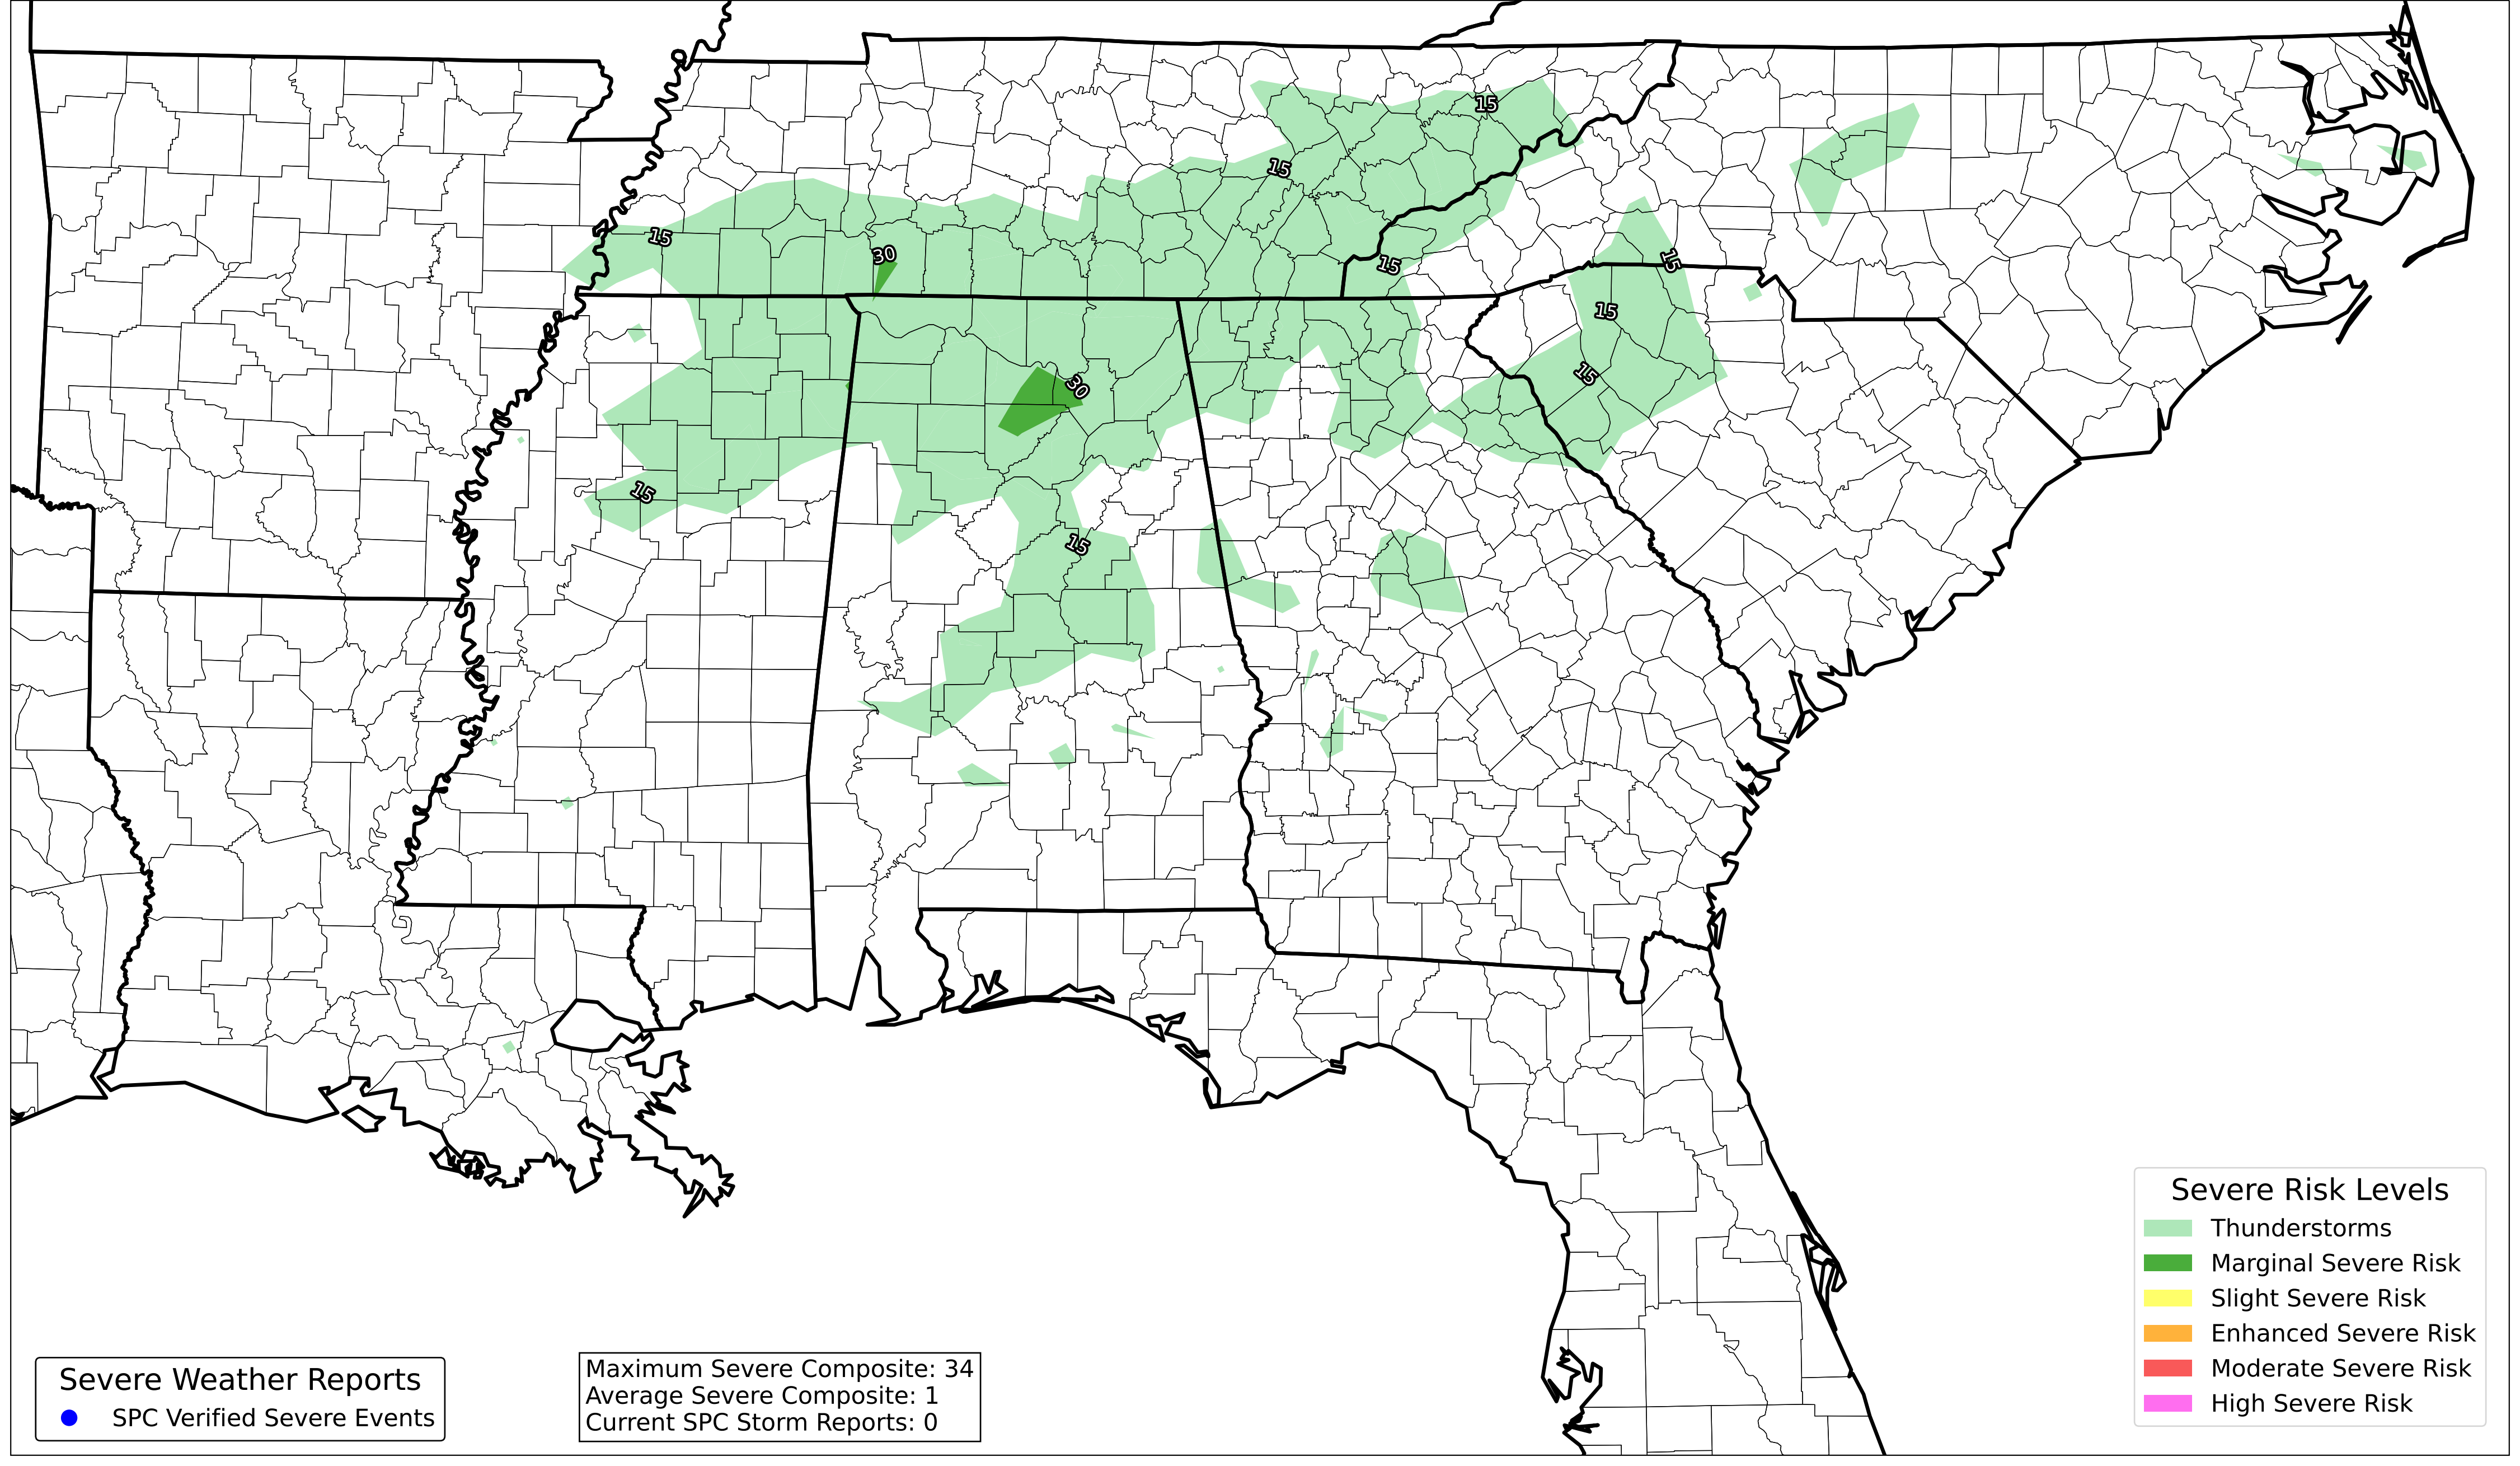 15
15
15
30
15
15
15
15
30
15
15
Severe Risk Levels
Thunderstorms
Marginal Severe Risk
Slight Severe Risk
Enhanced Severe Risk
Moderate Severe Risk
High Severe Risk
Severe Weather Reports
SPC Verified Severe Events
Maximum Severe Composite: 34
Average Severe Composite: 1
Current SPC Storm Reports: 0